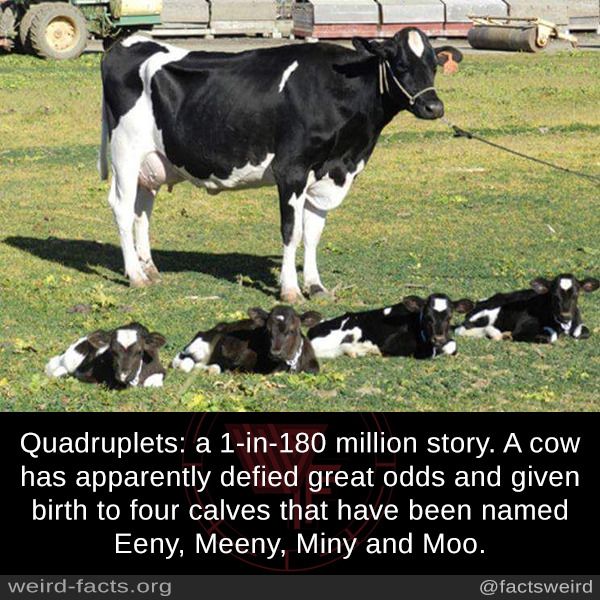 Quadruplets: a 1-in-180 million story. A cow
has apparently defied great odds and given
birth to four calves that have been named
Eeny, Meeny, Miny and Moo.
weird-facts.org
@factsweird